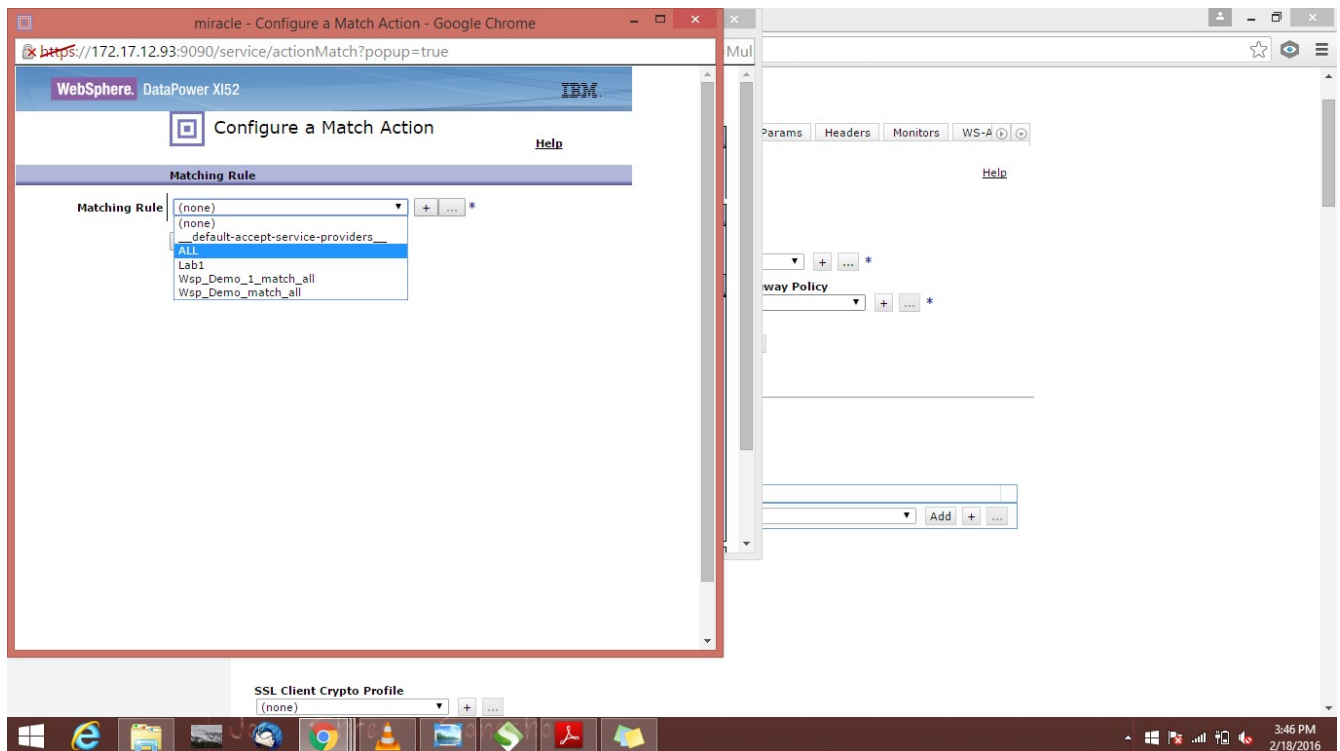 miracle - Configure a Match Action - Google Chrome
https://172.17.12.93:9090/service/actionMatch?popup=true
Mul
WebSphere. DataPower XI52
IBM.
Configure a Match Action
Help
Params Headers Monitors WS-A
Help
Matching Rule
Matching Rule (none) + ... *
(none)
__default-accept-service-providers__
ALL
Lab1
Wsp_Demo_1_match_all
Wsp_Demo_match_all
+ ... *
way Policy
+ ... *
Add + ...
SSL Client Crypto Profile
(none) + ...
3:46 PM
2/18/2016